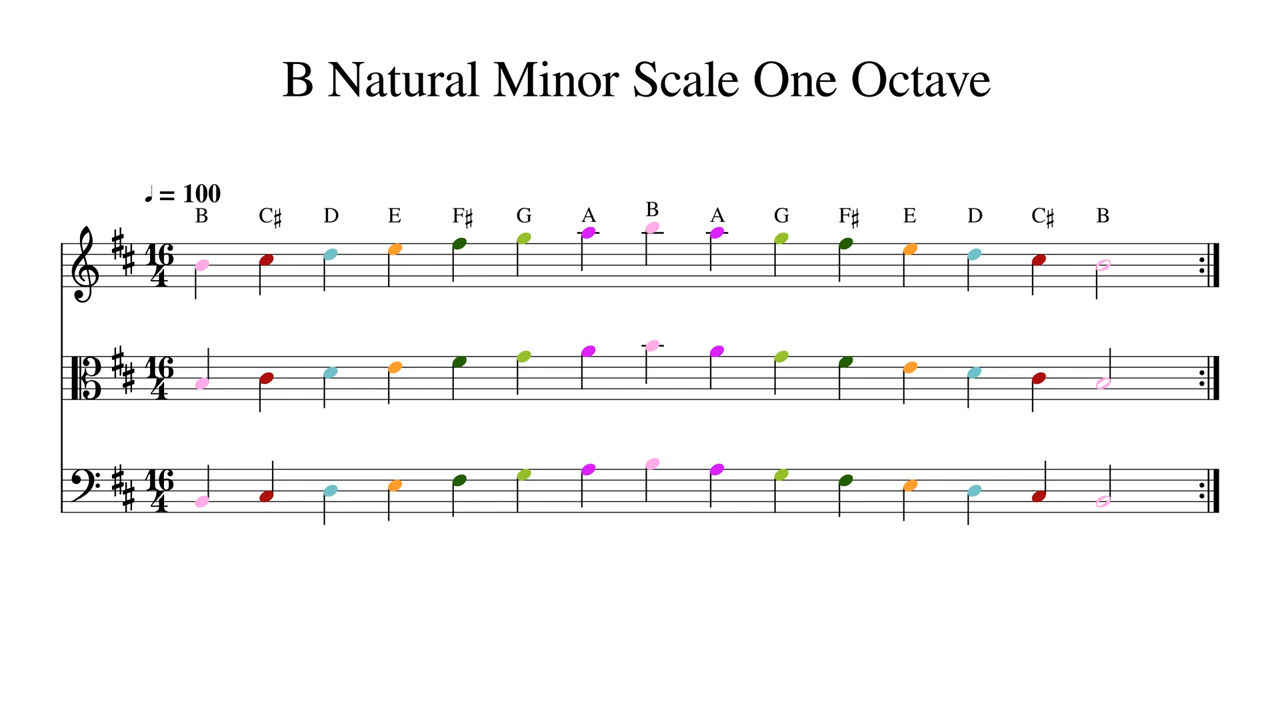 B Natural Minor Scale One Octave
♩ = 100
B C♯ D E F♯ G A B A G F♯ E D C♯ B
16
4
16
4
16
4